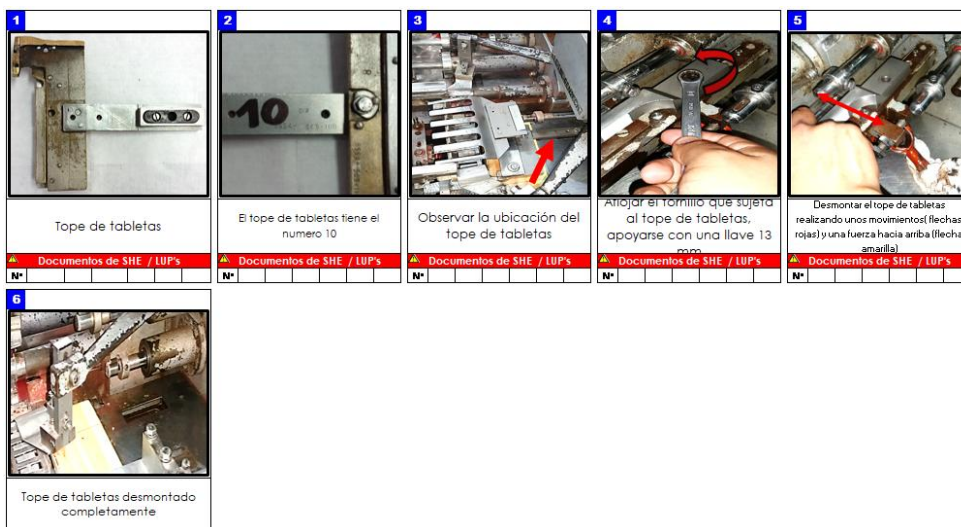 1
.10
Tope de tabletas
Documentos de SHE / LUP's
N°
2
El tope de tabletas tiene el
numero 10
Documentos de SHE / LUP's
N°
3
Observar la ubicación del
tope de tabletas
Documentos de SHE / LUP's
N°
4
Aflojar el tornillo que sujeta
al tope de tabletas,
apoyarse con una llave 13
mm
Documentos de SHE / LUP's
N°
5
Desmontar el tope de tabletas
realizando unos movimientos( flechas
rojas) y una fuerza hacia arriba (flecha
amarilla)
Documentos de SHE / LUP's
N°
6
Tope de tabletas desmontado
completamente